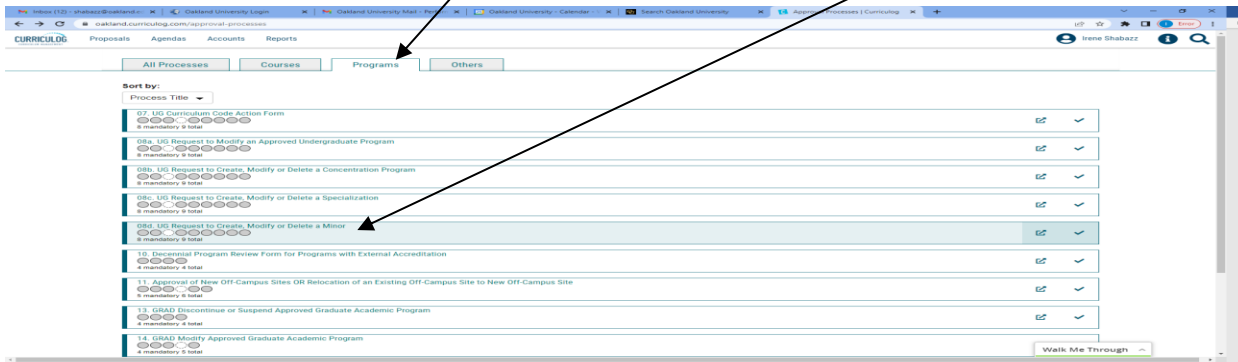 Inbox (12) - shabazz@oakland.e
Oakland University Login
Oakland University Mail - Re
Oakland University - Calendar -
Search Oakland University
Approval Processes | Curriculog
oakland.curriculog.com/approval-processes
Error
CURRICULOG
Proposals Agendas Accounts Reports
Irene Shabazz
All Processes Courses Programs Others
Sort by:
Process Title
07. UG Curriculum Code Action Form
8 mandatory 9 total
08a. UG Request to Modify an Approved Undergraduate Program
8 mandatory 9 total
08b. UG Request to Create, Modify or Delete a Concentration Program
8 mandatory 9 total
08c. UG Request to Create, Modify or Delete a Specialization
8 mandatory 9 total
08d. UG Request to Create, Modify or Delete a Minor
8 mandatory 9 total
10. Decennial Program Review Form for Programs with External Accreditation
4 mandatory 4 total
11. Approval of New Off-Campus Sites OR Relocation of an Existing Off-Campus Site to New Off-Campus Site
5 mandatory 6 total
13. GRAD Discontinue or Suspend Approved Graduate Academic Program
4 mandatory 4 total
14. GRAD Modify Approved Graduate Academic Program
4 mandatory 5 total
Walk Me Through